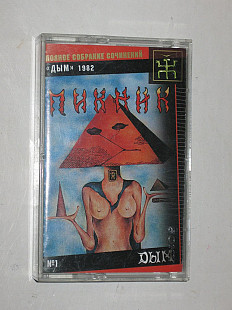 ПОЛНОЕ СОБРАНИЕ СОЧИНЕНИЙ
«ДЫМ» 1982
ПИКНИК
№1
ДЫМ